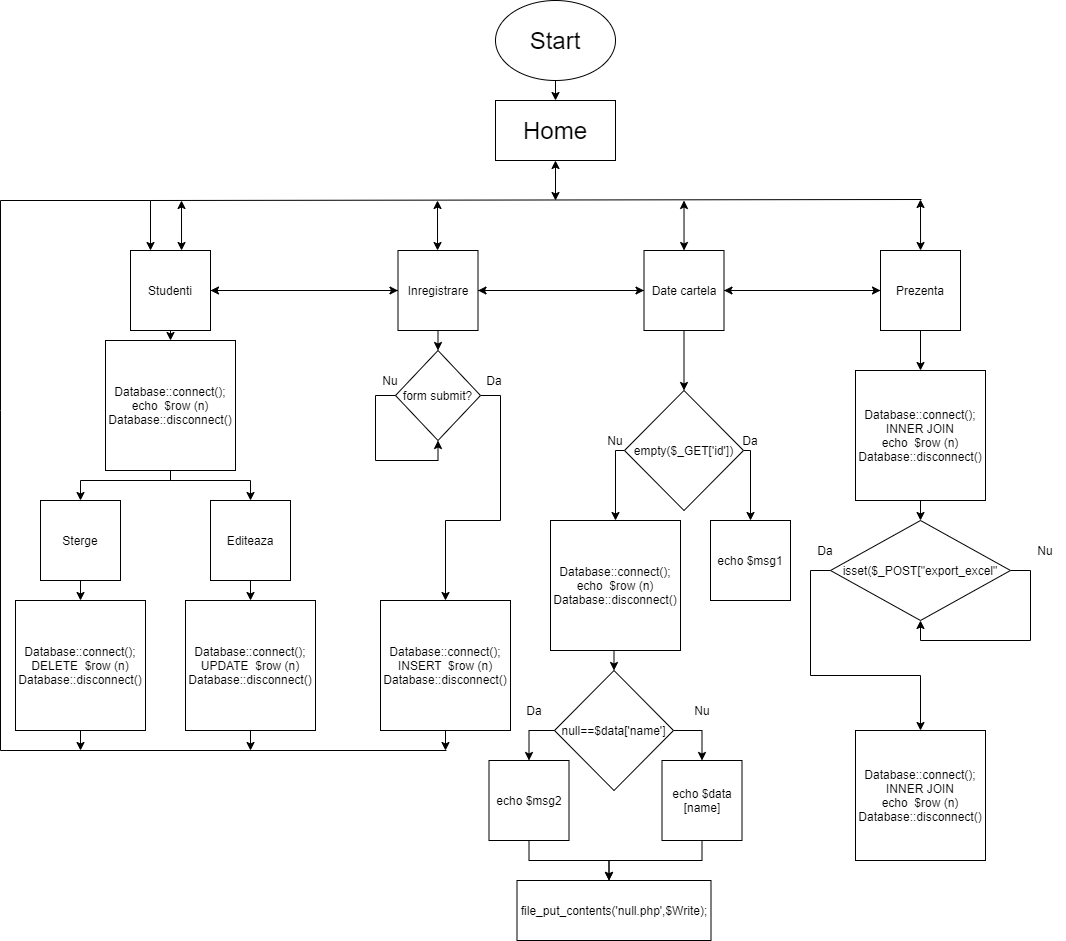 Start
Home
Studenti
Inregistrare
Date cartela
Prezenta
Database::connect();
echo $row (n)
Database::disconnect()
Nu
Da
form submit?
Database::connect();
INNER JOIN
echo $row (n)
Database::disconnect()
Nu
Da
empty($_GET['id'])
Sterge
Editeaza
echo $msg1
Database::connect();
echo $row (n)
Database::disconnect()
Da
Nu
isset($_POST["export_excel"
Database::connect();
DELETE $row (n)
Database::disconnect()
Database::connect();
UPDATE $row (n)
Database::disconnect()
Database::connect();
INSERT $row (n)
Database::disconnect()
Da
Nu
null==$data['name']
echo $msg2
echo $data
[name]
Database::connect();
INNER JOIN
echo $row (n)
Database::disconnect()
file_put_contents('null.php',$Write);